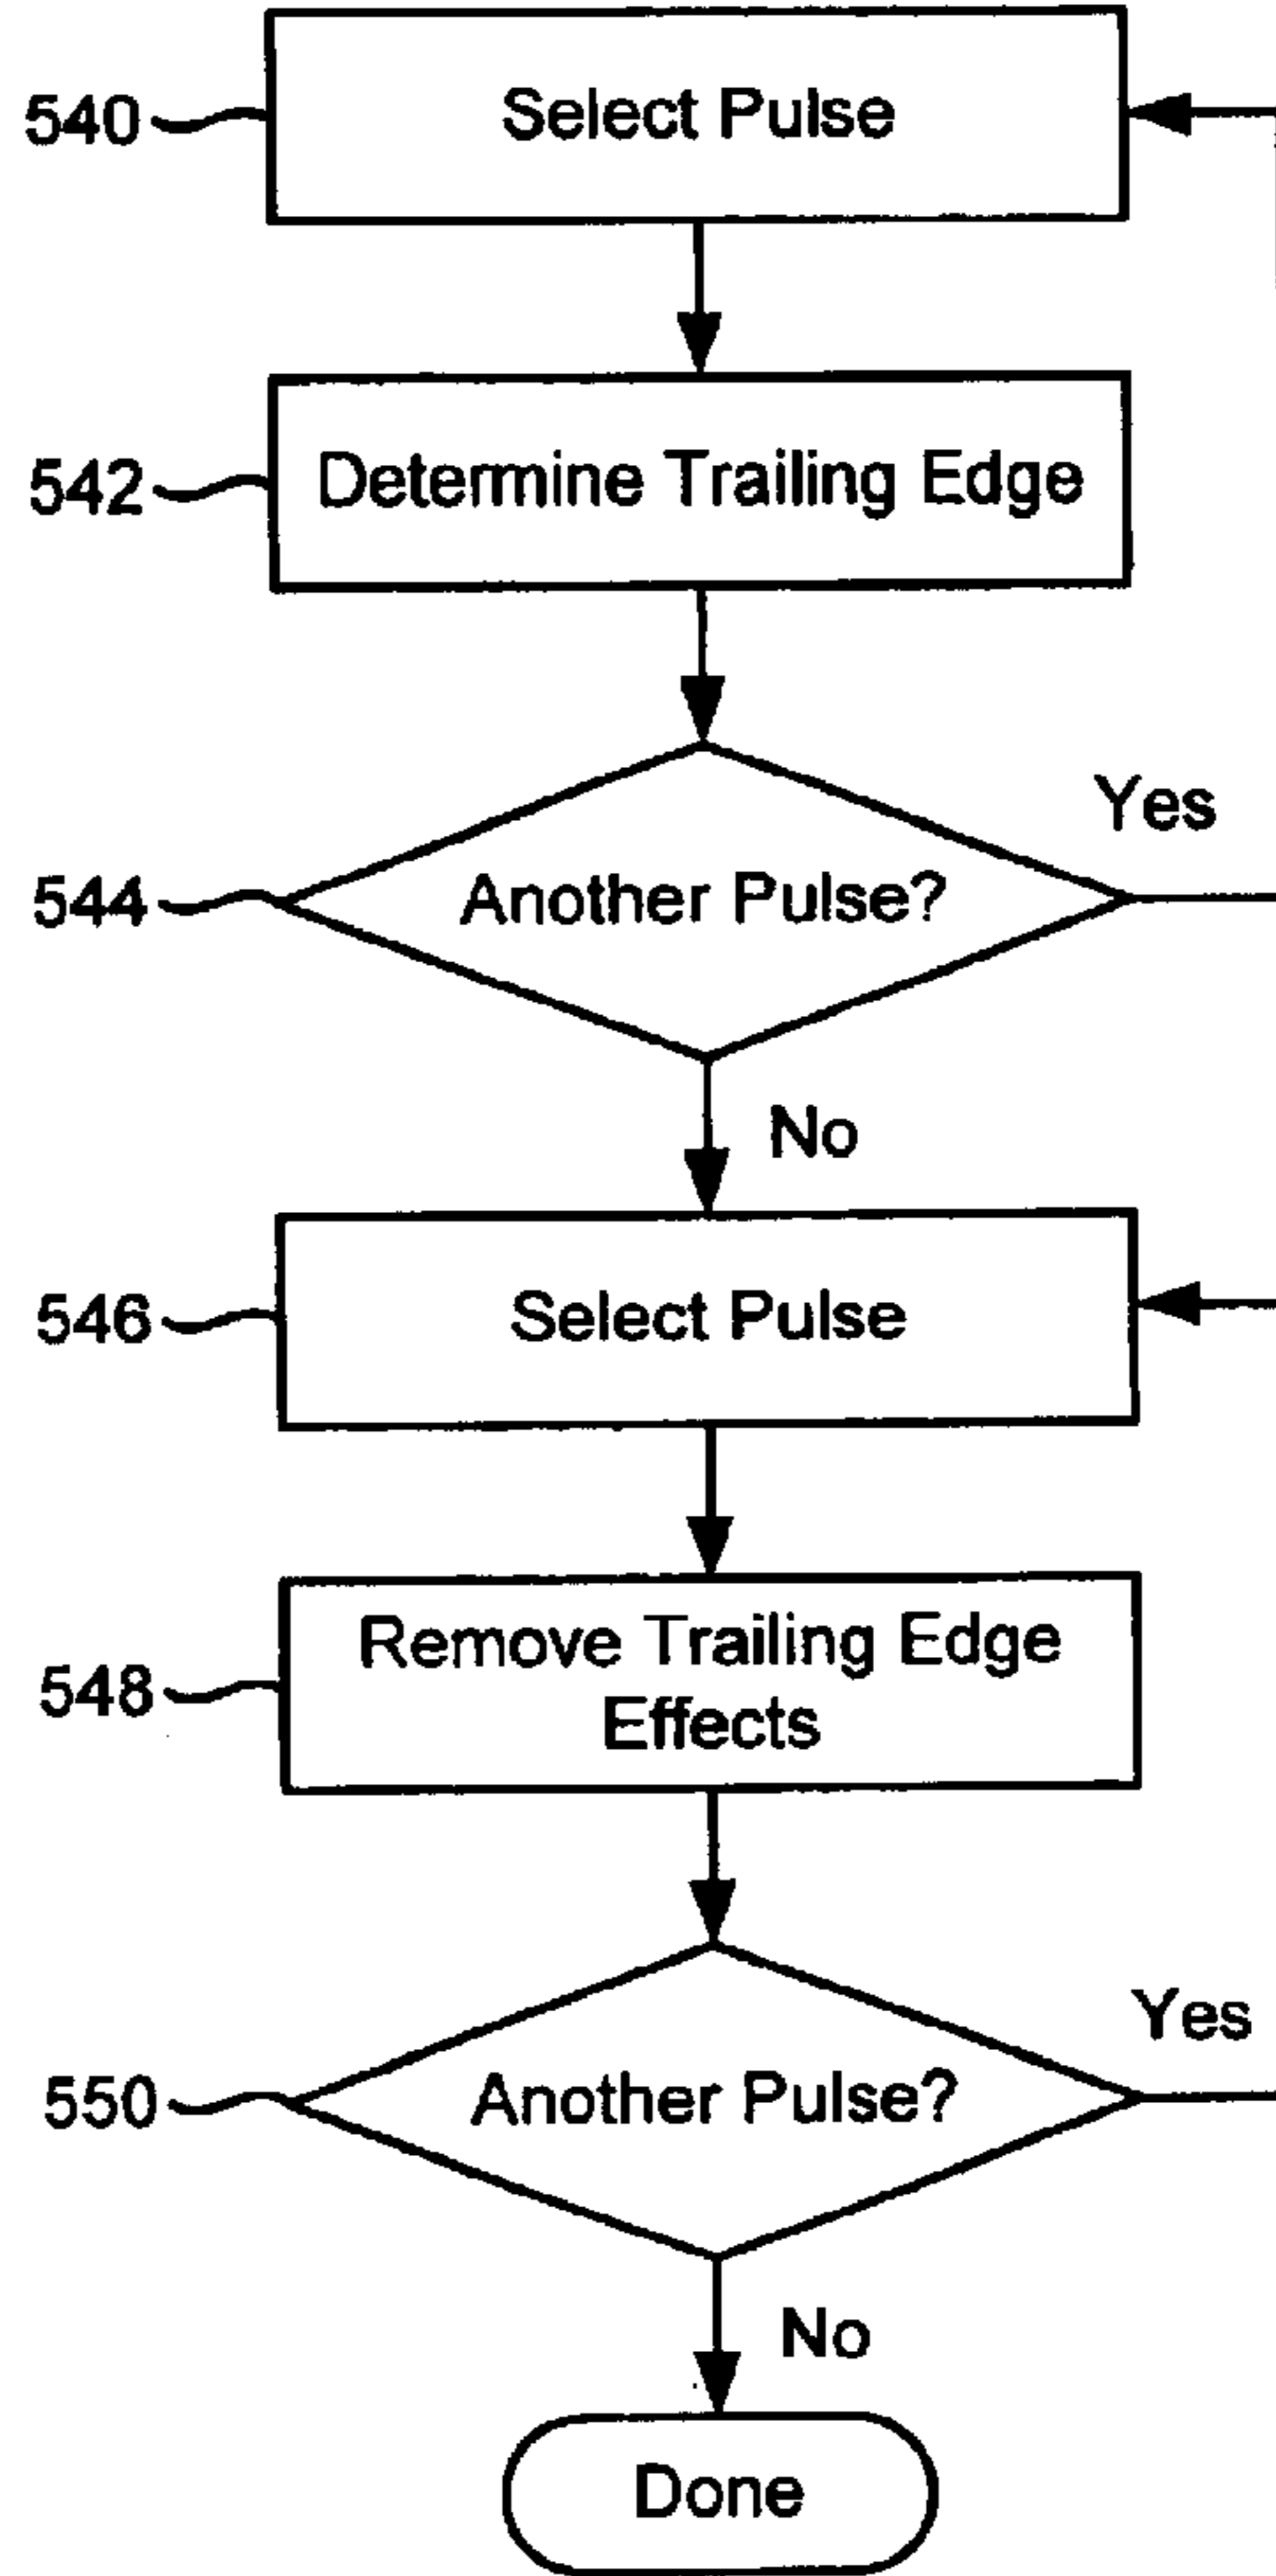 540
Select Pulse
542
Determine Trailing Edge
544
Another Pulse?
Yes
No
546
Select Pulse
548
Remove Trailing Edge
Effects
550
Another Pulse?
Yes
No
Done